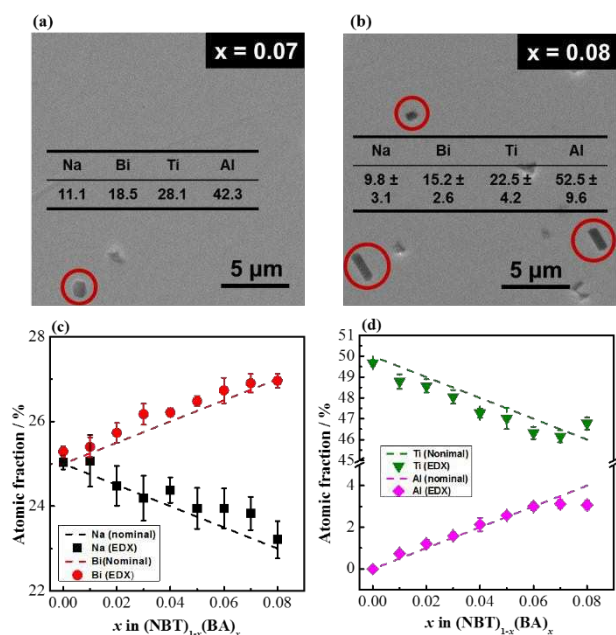 (a)
x = 0.07
Na Bi Ti Al
11.1 18.5 28.1 42.3
5 µm
(b)
x = 0.08
Na Bi Ti Al
9.8 ± 15.2 ± 22.5 ± 52.5 ±
3.1 2.6 4.2 9.6
5 µm
(c)
28
26
24
22
Atomic fraction / %
Na (nominal)
Na (EDX)
Bi(Nominal)
Bi (EDX)
0.00 0.02 0.04 0.06 0.08
x in (NBT)1-x(BA)x
(d)
51
50
49
48
47
46
45
4
2
0
Atomic fraction / %
Ti (Nonimal)
Ti (EDX)
Al (nominal)
Al (EDX)
0.00 0.02 0.04 0.06 0.08
x in (NBT)1-x(BA)x